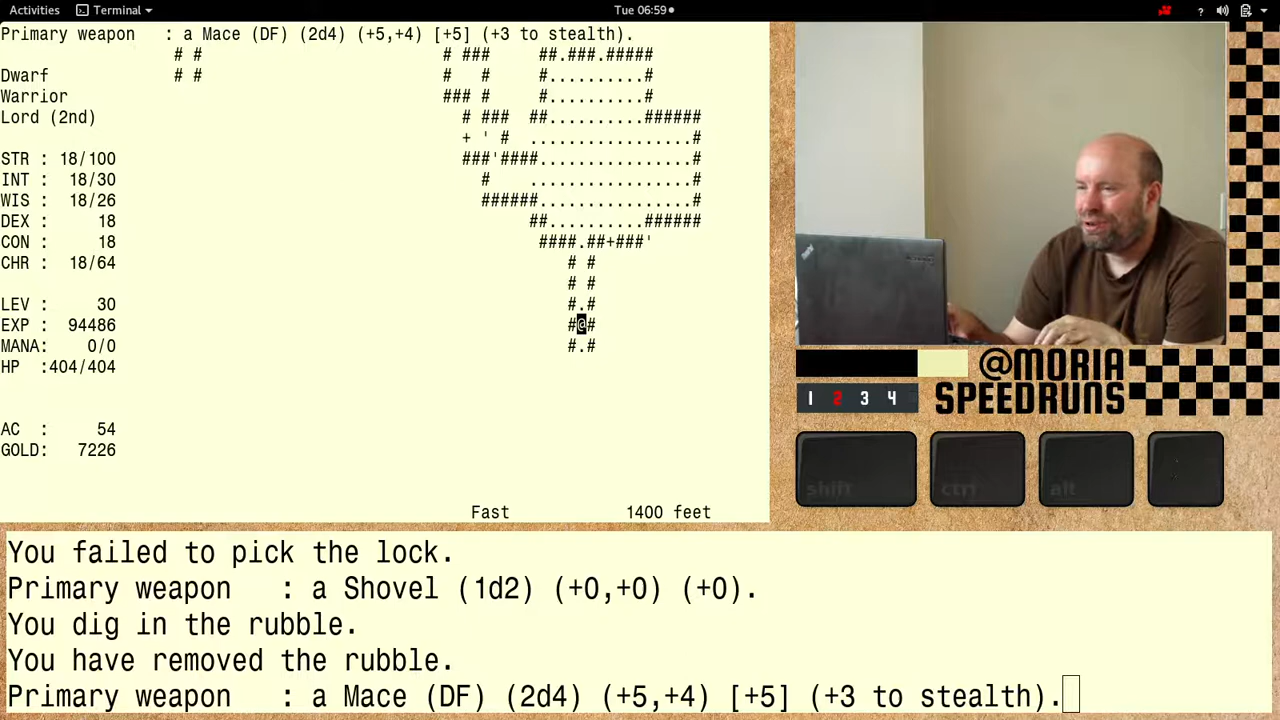 Activities Terminal Tue 06:59
Primary weapon : a Mace (DF) (2d4) (+5,+4) [+5] (+3 to stealth).
# # # ### ##.###.#####
Dwarf # # # # #..........#
Warrior ### # #..........#
Lord (2nd) # ### ##..........######
+ ' # .................#
STR : 18/100 ###'####................#
INT : 18/30 # .................#
WIS : 18/26 ######................#
DEX : 18 ##..........######
CON : 18 ####.##+###'
CHR : 18/64 # #
# #
LEV : 30 #.#
EXP : 94486 #@#
MANA: 0/0 #.#
HP :404/404
AC : 54
GOLD: 7226
Fast 1400 feet
@MORIA
SPEEDRUNS
1 2 3 4
shift ctrl alt
You failed to pick the lock.
Primary weapon : a Shovel (1d2) (+0,+0) (+0).
You dig in the rubble.
You have removed the rubble.
Primary weapon : a Mace (DF) (2d4) (+5,+4) [+5] (+3 to stealth).